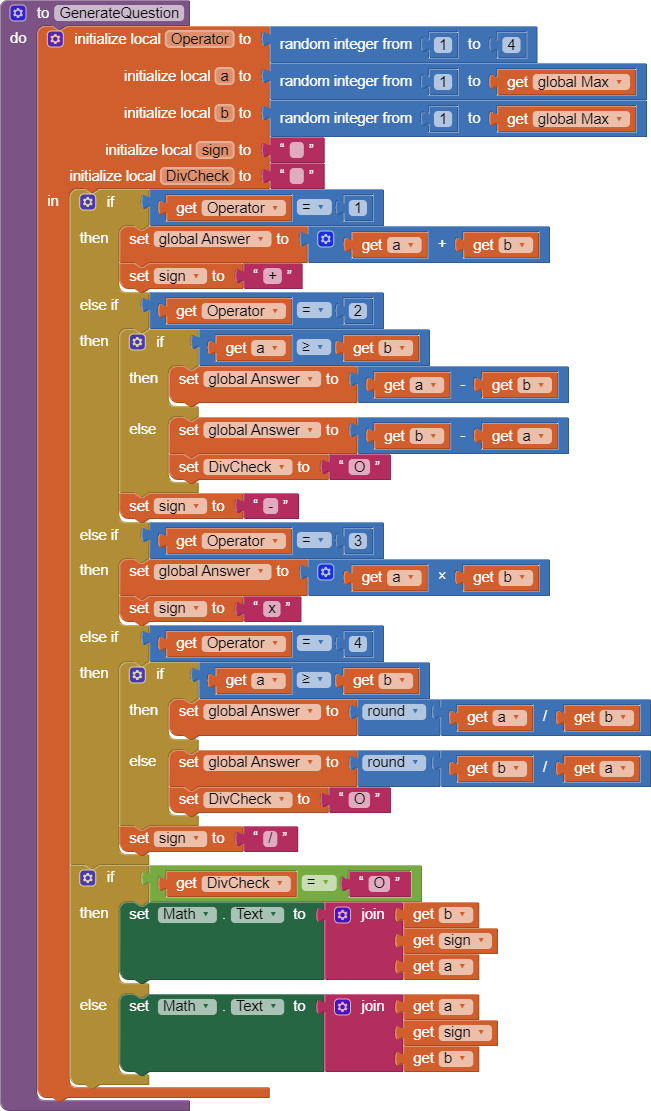 to GenerateQuestion
do initialize local Operator to random integer from 1 to 4
initialize local a to random integer from 1 to get global Max
initialize local b to random integer from 1 to get global Max
initialize local sign to “ ”
initialize local DivCheck to “ ”
in if get Operator = 1
then set global Answer to get a + get b
set sign to “ + ”
else if get Operator = 2
then if get a ≥ get b
then set global Answer to get a - get b
else set global Answer to get b - get a
set DivCheck to “ O ”
set sign to “ - ”
else if get Operator = 3
then set global Answer to get a × get b
set sign to “ x ”
else if get Operator = 4
then if get a ≥ get b
then set global Answer to round get a / get b
else set global Answer to round get b / get a
set DivCheck to “ O ”
set sign to “ / ”
if get DivCheck = “ O ”
then set Math . Text to join get b
get sign
get a
else set Math . Text to join get a
get sign
get b